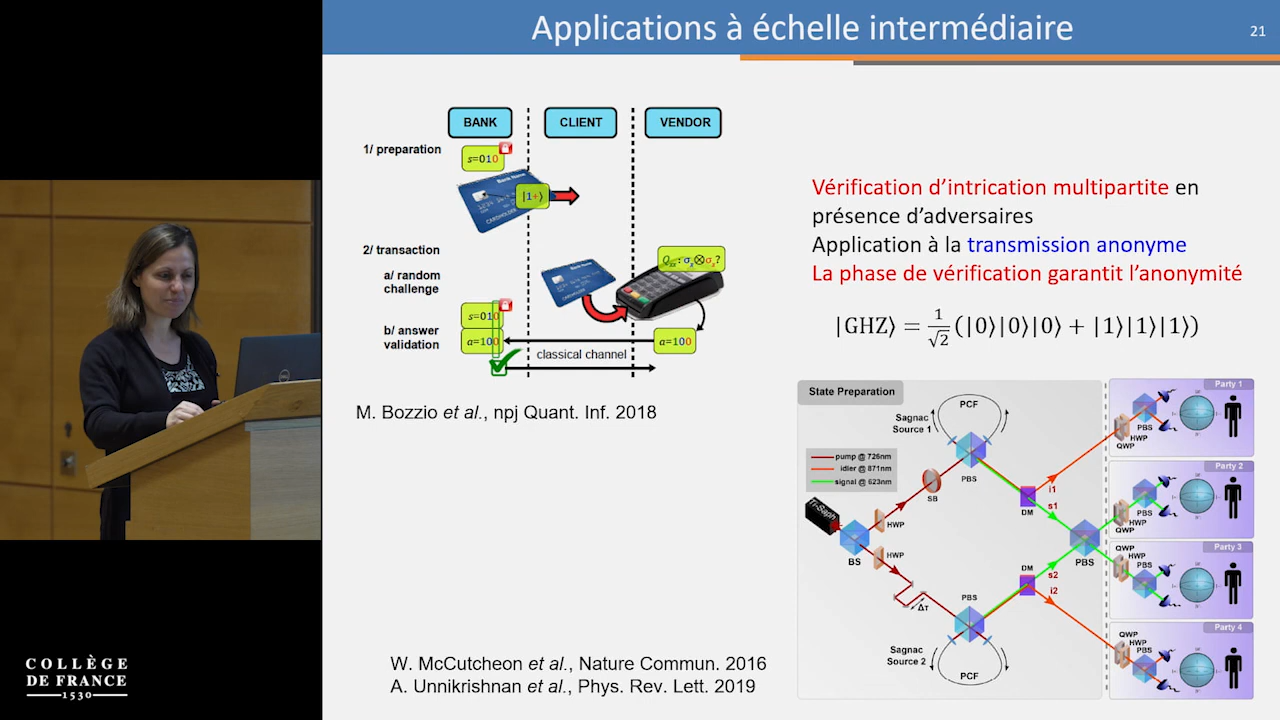 Applications à échelle intermédiaire
21
BANK
CLIENT
VENDOR
1/ preparation
s=010
|1+⟩
2/ transaction
a/ random
challenge
σz⊗σx?
s=010
b/ answer
validation
a=100
a=100
classical channel
M. Bozzio et al., npj Quant. Inf. 2018
Vérification d’intrication multipartite en
présence d’adversaires
Application à la transmission anonyme
La phase de vérification garantit l’anonymité
|GHZ⟩ = 1/√2 (|0⟩|0⟩|0⟩ + |1⟩|1⟩|1⟩)
State Preparation
PCF
Sagnac
Source 1
PBS
pump @ 726nm
idler @ 871nm
signal @ 623nm
Ti-Saph
SB
HWP
BS
HWP
Δτ
DM
i1
s1
PBS
DM
s2
i2
PBS
Sagnac
Source 2
PCF
Party 1
PBS
HWP
QWP
Party 2
PBS
HWP
QWP
Party 3
QWP
HWP
PBS
Party 4
QWP
HWP
PBS
W. McCutcheon et al., Nature Commun. 2016
A. Unnikrishnan et al., Phys. Rev. Lett. 2019
COLLÈGE
DE FRANCE
1530